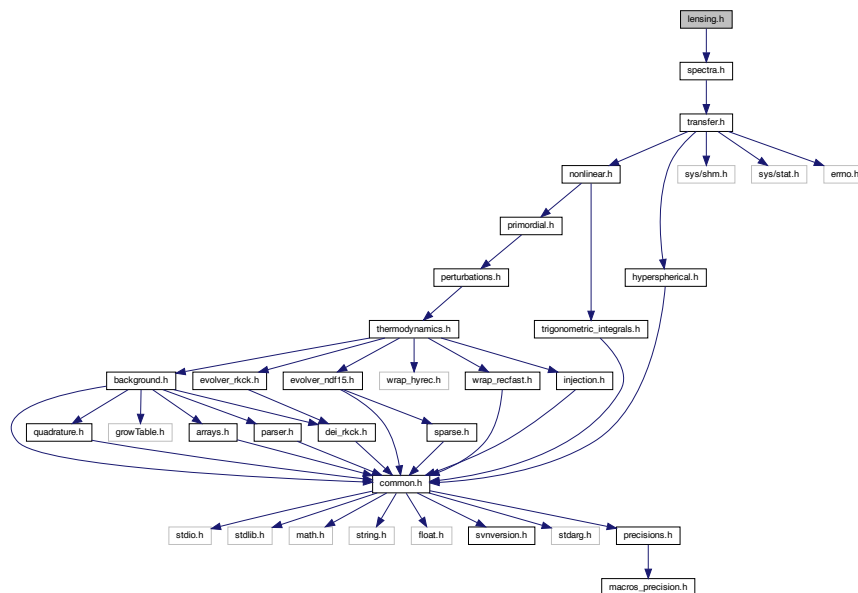 lensing.h
spectra.h
transfer.h
nonlinear.h
sys/shm.h
sys/stat.h
errno.h
primordial.h
perturbations.h
hyperspherical.h
thermodynamics.h
trigonometric_integrals.h
background.h
evolver_rkck.h
evolver_ndf15.h
wrap_hyrec.h
wrap_recfast.h
injection.h
quadrature.h
growTable.h
arrays.h
parser.h
dei_rkck.h
sparse.h
common.h
stdio.h
stdlib.h
math.h
string.h
float.h
svnversion.h
stdarg.h
precisions.h
macros_precision.h